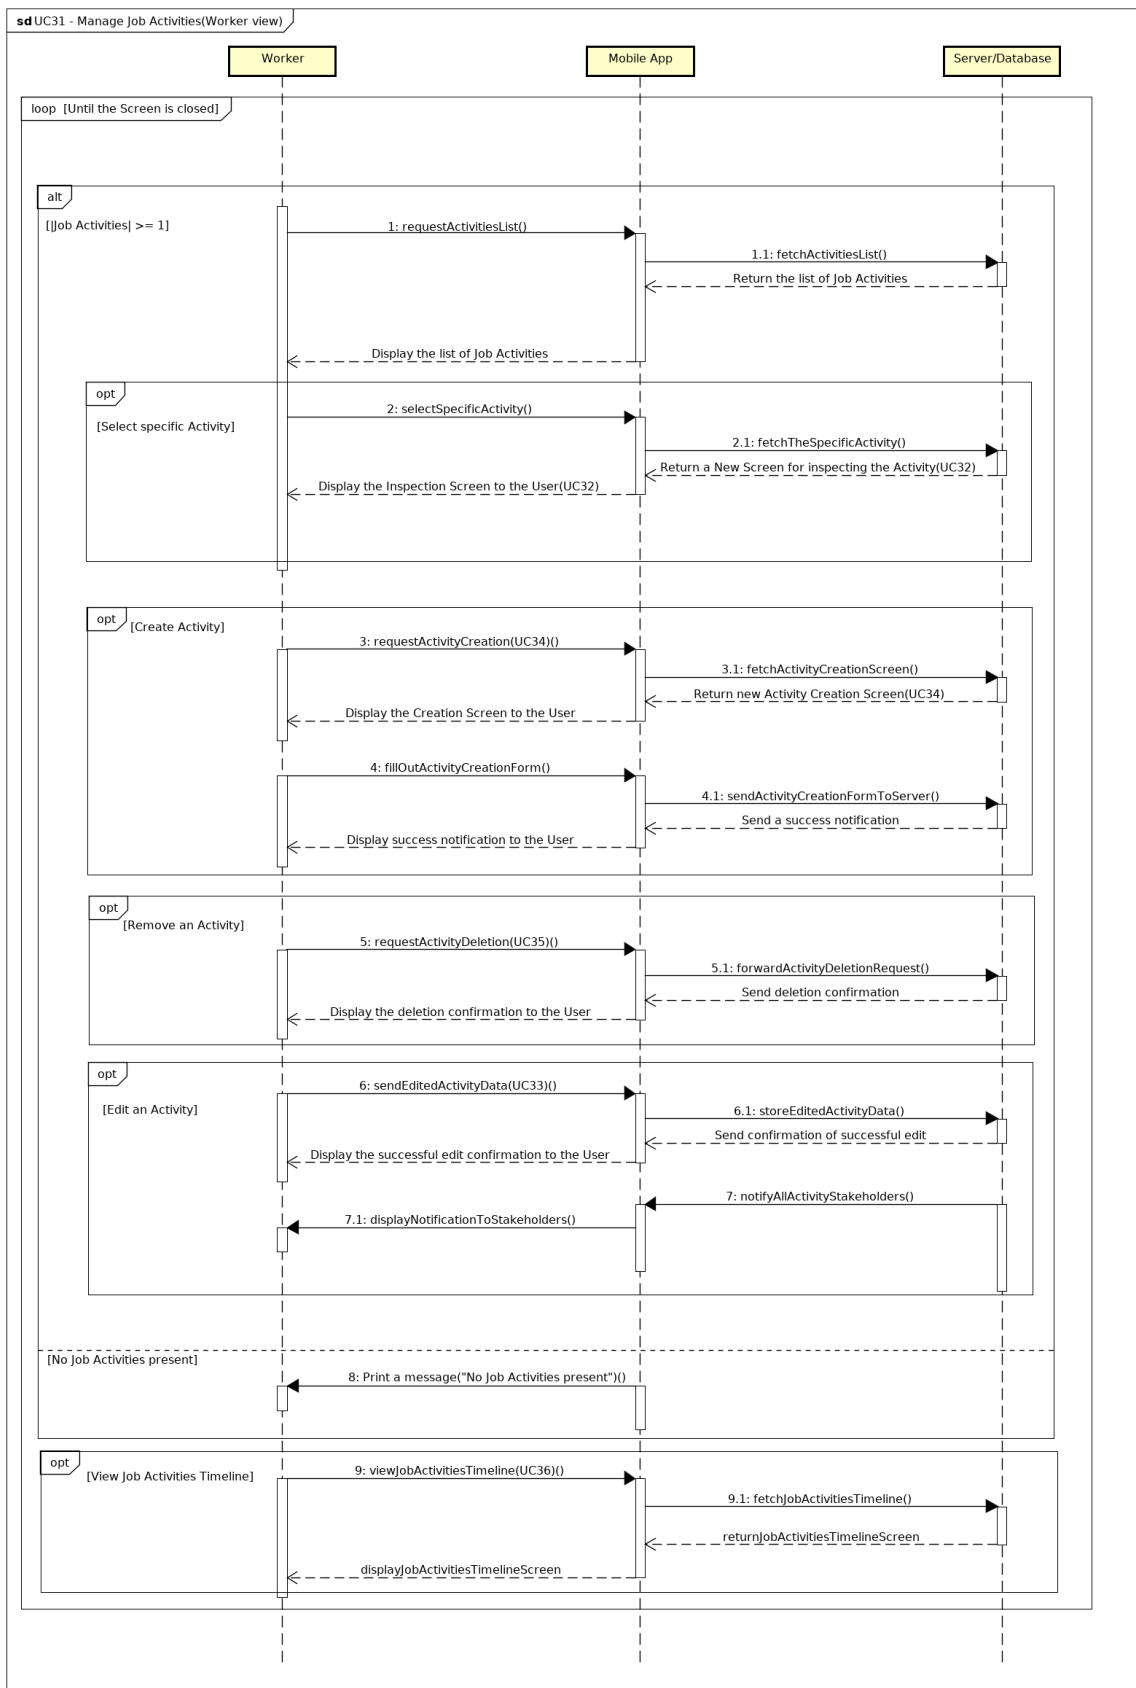 sd UC31 - Manage Job Activities(Worker view)
Worker
Mobile App
Server/Database
loop [Until the Screen is closed]
alt
[|Job Activities| >= 1]
1: requestActivitiesList()
1.1: fetchActivitiesList()
Return the list of Job Activities
Display the list of Job Activities
opt
[Select specific Activity]
2: selectSpecificActivity()
2.1: fetchTheSpecificActivity()
Return a New Screen for inspecting the Activity(UC32)
Display the Inspection Screen to the User(UC32)
opt
[Create Activity]
3: requestActivityCreation(UC34)()
3.1: fetchActivityCreationScreen()
Return new Activity Creation Screen(UC34)
Display the Creation Screen to the User
4: fillOutActivityCreationForm()
4.1: sendActivityCreationFormToServer()
Send a success notification
Display success notification to the User
opt
[Remove an Activity]
5: requestActivityDeletion(UC35)()
5.1: forwardActivityDeletionRequest()
Send deletion confirmation
Display the deletion confirmation to the User
opt
[Edit an Activity]
6: sendEditedActivityData(UC33)()
6.1: storeEditedActivityData()
Send confirmation of successful edit
Display the successful edit confirmation to the User
7: notifyAllActivityStakeholders()
7.1: displayNotificationToStakeholders()
[No Job Activities present]
8: Print a message("No Job Activities present")()
opt
[View Job Activities Timeline]
9: viewJobActivitiesTimeline(UC36)()
9.1: fetchJobActivitiesTimeline()
returnJobActivitiesTimelineScreen
displayJobActivitiesTimelineScreen